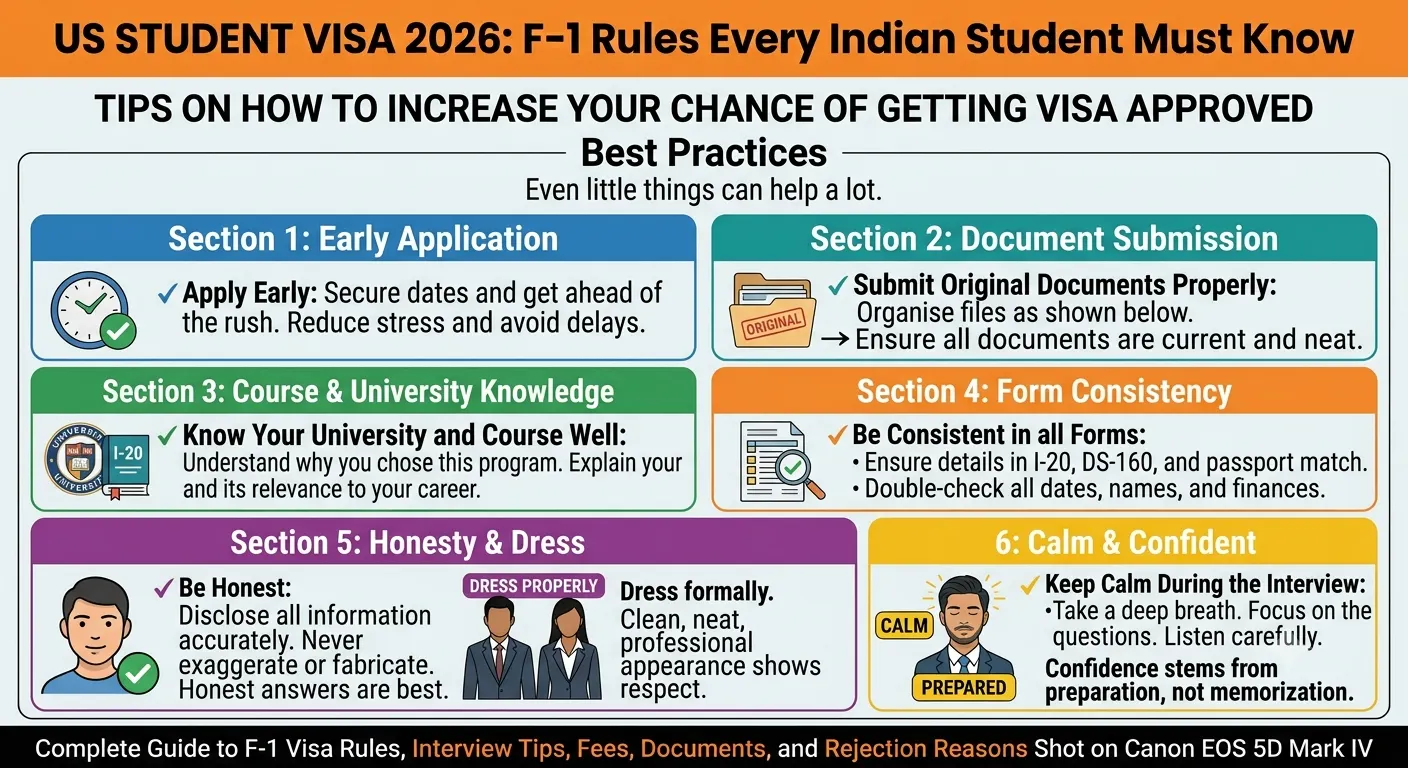 US STUDENT VISA 2026: F-1 Rules Every Indian Student Must Know
TIPS ON HOW TO INCREASE YOUR CHANCE OF GETTING VISA APPROVED
Best Practices
Even little things can help a lot.
Section 1: Early Application
✓ Apply Early: Secure dates and get ahead of
the rush. Reduce stress and avoid delays.
Section 2: Document Submission
ORIGINAL
✓ Submit Original Documents Properly:
Organise files as shown below.
→ Ensure all documents are current and neat.
Section 3: Course & University Knowledge
I-20
✓ Know Your University and Course Well:
Understand why you chose this program. Explain your
and its relevance to your career.
Section 4: Form Consistency
✓ Be Consistent in all Forms:
• Ensure details in I-20, DS-160, and passport match.
• Double-check all dates, names, and finances.
Section 5: Honesty & Dress
✓ Be Honest:
Disclose all information
accurately. Never
exaggerate or fabricate.
Honest answers are best.
DRESS PROPERLY
Dress formally.
Clean, neat,
professional
appearance shows
respect.
6: Calm & Confident
CALM
PREPARED
✓ Keep Calm During the Interview:
•Take a deep breath. Focus on the
questions. Listen carefully.
Confidence stems from
preparation, not memorization.
Complete Guide to F-1 Visa Rules, Interview Tips, Fees, Documents, and Rejection Reasons Shot on Canon EOS 5D Mark IV